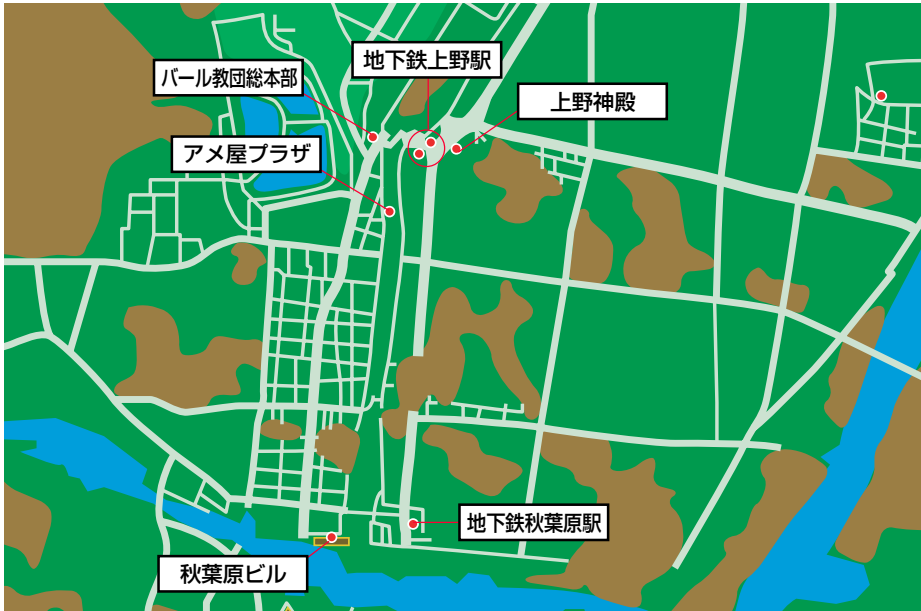 地下鉄上野駅
バール教団総本部
上野神殿
アメ屋プラザ
地下鉄秋葉原駅
秋葉原ビル